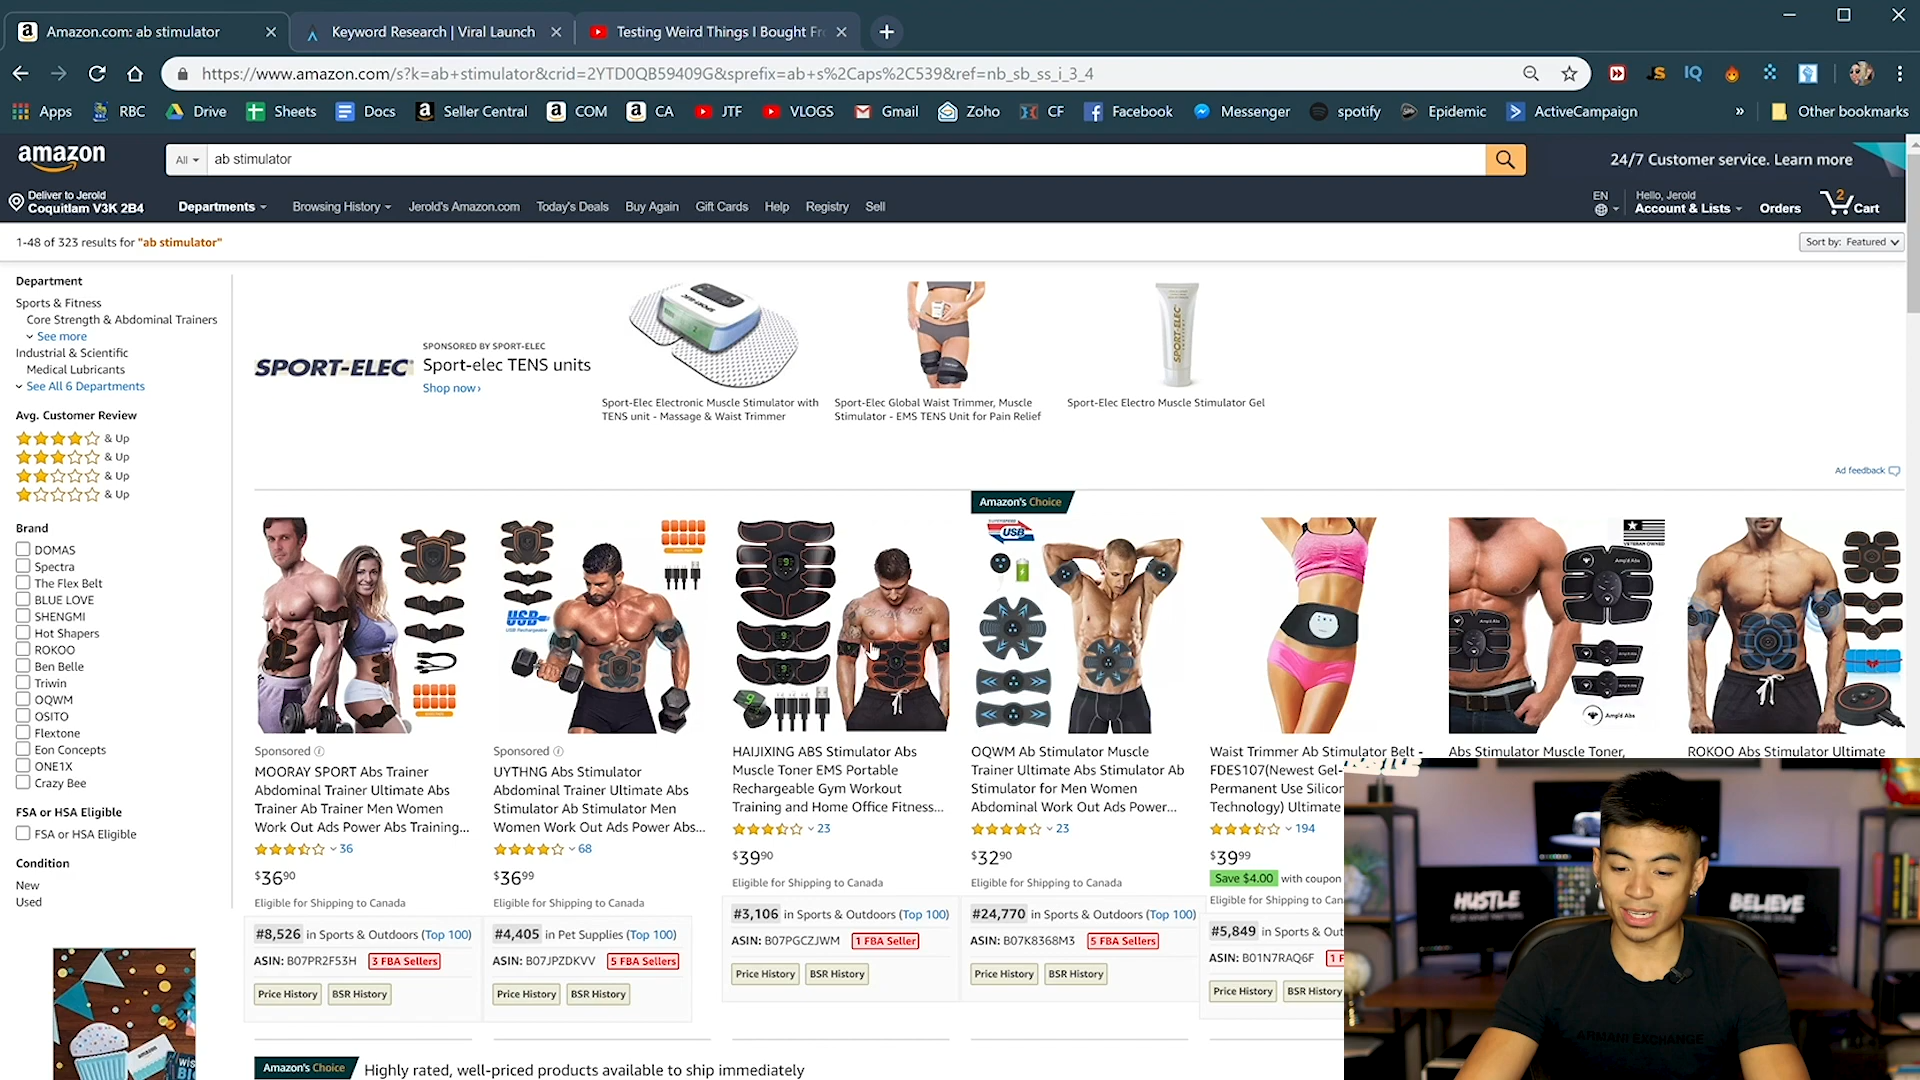 Amazon.com: ab stimulator
Keyword Research | Viral Launch
Testing Weird Things I Bought Fr
https://www.amazon.com/s?k=ab+stimulator&crid=2YTD0QB59409G&sprefix=ab+s%2Caps%2C539&ref=nb_sb_ss_i_3_4
Apps RBC Drive Sheets Docs Seller Central COM CA JTF VLOGS Gmail Zoho CF Facebook Messenger spotify Epidemic ActiveCampaign » Other bookmarks
amazon
All ab stimulator
24/7 Customer service. Learn more
Deliver to Jerold
Coquitlam V3K 2B4
Departments Browsing History Jerold's Amazon.com Today's Deals Buy Again Gift Cards Help Registry Sell
EN
Hello, Jerold
Account & Lists
Orders
2
Cart
1-48 of 323 results for "ab stimulator"
Sort by: Featured
Department
Sports & Fitness
Core Strength & Abdominal Trainers
See more
Industrial & Scientific
Medical Lubricants
See All 6 Departments
Avg. Customer Review
& Up
& Up
& Up
& Up
Brand
DOMAS
Spectra
The Flex Belt
BLUE LOVE
SHENGMI
Hot Shapers
ROKOO
Ben Belle
Triwin
OQWM
OSITO
Flextone
Eon Concepts
ONE1X
Crazy Bee
FSA or HSA Eligible
FSA or HSA Eligible
Condition
New
Used
SPORT-ELEC
SPONSORED BY SPORT-ELEC
Sport-elec TENS units
Shop now›
Sport-Elec Electronic Muscle Stimulator with
TENS unit - Massage & Waist Trimmer
Sport-Elec Global Waist Trimmer, Muscle
Stimulator - EMS TENS Unit for Pain Relief
SPORT-ELEC
Sport-Elec Electro Muscle Stimulator Gel
Ad feedback
Amazon's Choice
Sponsored
MOORAY SPORT Abs Trainer
Abdominal Trainer Ultimate Abs
Trainer Ab Trainer Men Women
Work Out Ads Power Abs Training...
36
$36 90
Eligible for Shipping to Canada
#8,526 in Sports & Outdoors (Top 100)
ASIN: B07PR2F53H 3 FBA Sellers
Price History BSR History
USB
USB Rechargeable
Sponsored
UYTHNG Abs Stimulator
Abdominal Trainer Ultimate Abs
Stimulator Ab Stimulator Men
Women Work Out Ads Power Abs...
68
$36 99
Eligible for Shipping to Canada
#4,405 in Pet Supplies (Top 100)
ASIN: B07JPZDKVV 5 FBA Sellers
Price History BSR History
HAIJIXING ABS Stimulator Abs
Muscle Toner EMS Portable
Rechargeable Gym Workout
Training and Home Office Fitness...
23
$39 90
Eligible for Shipping to Canada
#3,106 in Sports & Outdoors (Top 100)
ASIN: B07PGCZJWM 1 FBA Seller
Price History BSR History
USB
OQWM Ab Stimulator Muscle
Trainer Ultimate Abs Stimulator Ab
Stimulator for Men Women
Abdominal Work Out Ads Power...
23
$32 90
Eligible for Shipping to Canada
#24,770 in Sports & Outdoors (Top 100)
ASIN: B07K8368M3 5 FBA Sellers
Price History BSR History
Waist Trimmer Ab Stimulator Belt -
FDES107(Newest Gel-
Permanent Use Silicon
Technology) Ultimate
194
$39 99
Save $4.00 with coupon
Eligible for Shipping to Can
#5,849 in Sports & Out
ASIN: B01N7RAQ6F 1 F
Price History BSR History
VETERAN OWNED
Amp'd Abs
Amp'd Abs
Abs Stimulator Muscle Toner,
ROKOO Abs Stimulator Ultimate
Amazon's Choice Highly rated, well-priced products available to ship immediately
amazon
HUSTLE
FOR WHAT MATTERS
BELIEVE
ARMANI EXCHANGE